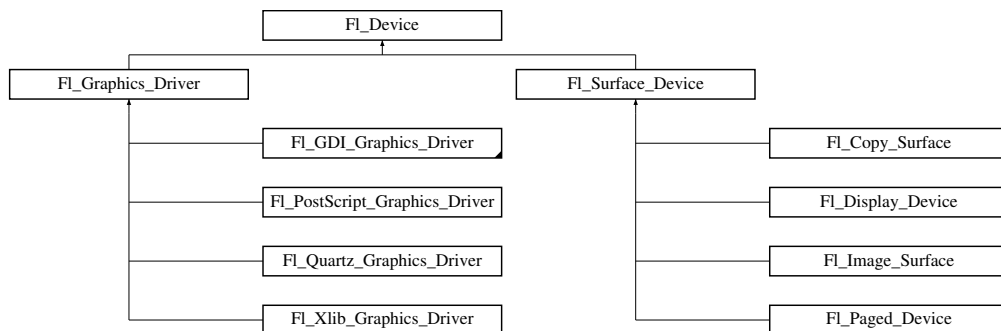 Fl_Device
Fl_Graphics_Driver
Fl_Surface_Device
Fl_GDI_Graphics_Driver
Fl_Copy_Surface
Fl_PostScript_Graphics_Driver
Fl_Display_Device
Fl_Quartz_Graphics_Driver
Fl_Image_Surface
Fl_Xlib_Graphics_Driver
Fl_Paged_Device